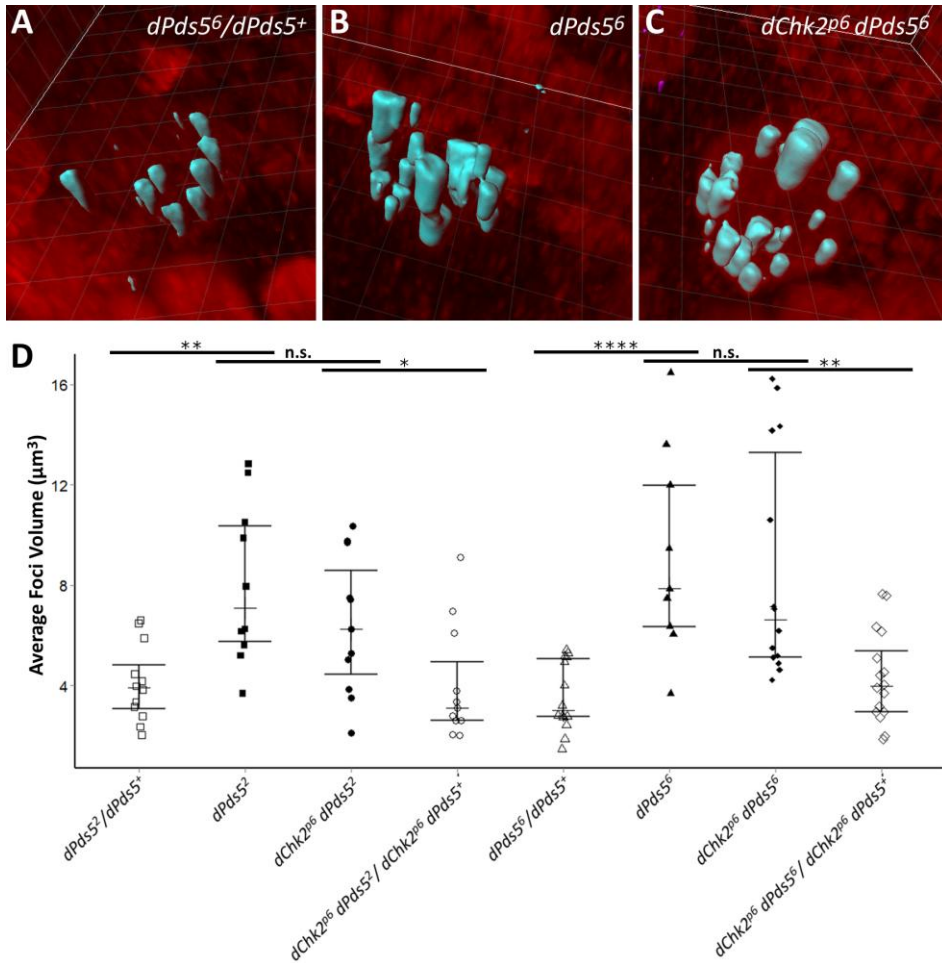 A dPds5⁶/dPds5⁺
B dPds5⁶
C dChk2ᵖ⁶ dPds5⁶
D
** n.s. * **** n.s. **
Average Foci Volume (μm³)
16
12
8
4
dPds5²/dPds5⁺
dPds5²
dChk2ᵖ⁶ dPds5²
dChk2ᵖ⁶ dPds5²/ dChk2ᵖ⁶ dPds5⁺
dPds5⁶/dPds5⁺
dPds5⁶
dChk2ᵖ⁶ dPds5⁶
dChk2ᵖ⁶ dPds5⁶/ dChk2ᵖ⁶ dPds5⁺